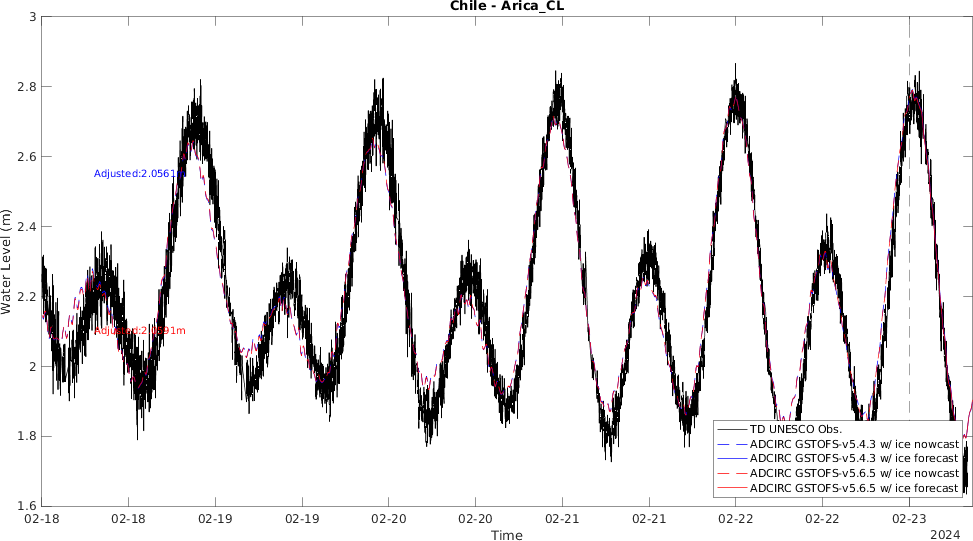 Chile - Arica_CL
3
2.8
2.6
2.4
2.2
2
1.8
1.6
Water Level (m)
Adjusted:2.0561m
TD UNESCO Obs.
ADCIRC GSTOFS-v5.4.3 w/ ice nowcast
ADCIRC GSTOFS-v5.4.3 w/ ice forecast
ADCIRC GSTOFS-v5.6.5 w/ ice nowcast
ADCIRC GSTOFS-v5.6.5 w/ ice forecast
02-18 02-18 02-19 02-19 02-20 02-20 02-21 02-21 02-22 02-22 02-23
Time
2024